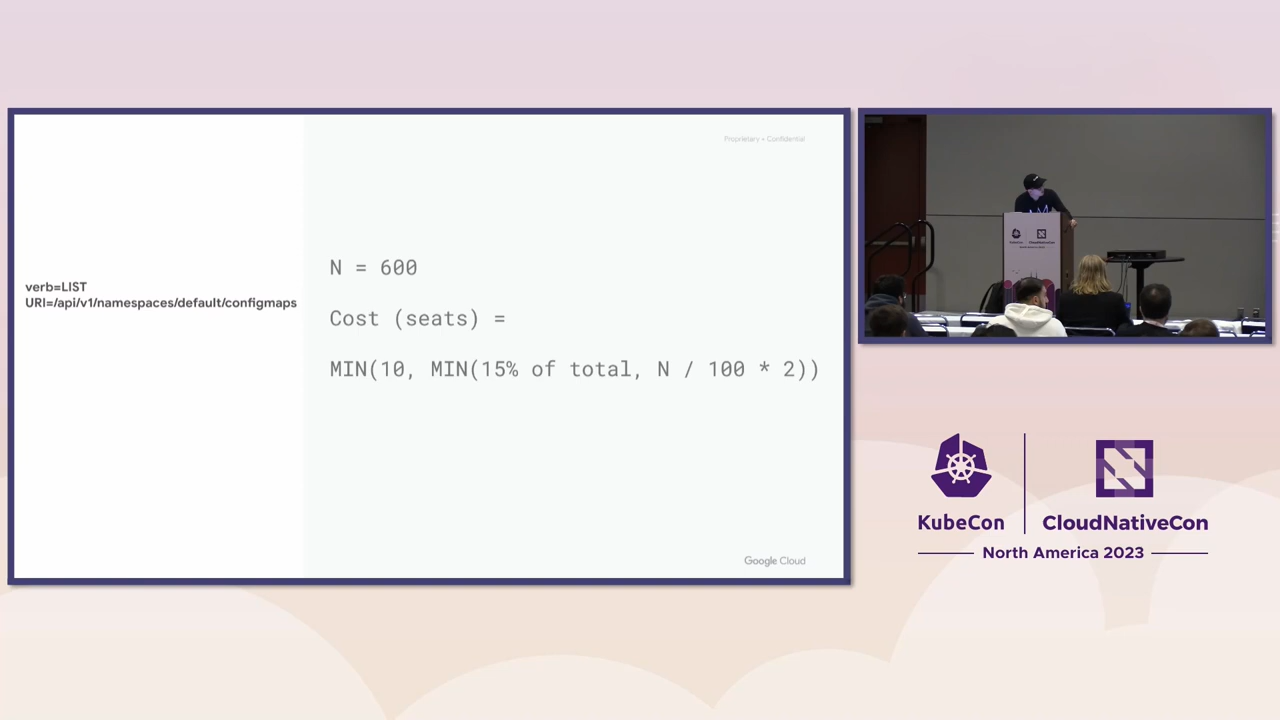 Proprietary + Confidential
verb=LIST
URI=/api/v1/namespaces/default/configmaps
N = 600
Cost (seats) =
MIN(10, MIN(15% of total, N / 100 * 2))
Google Cloud
KubeCon
CloudNativeCon
North America 2023